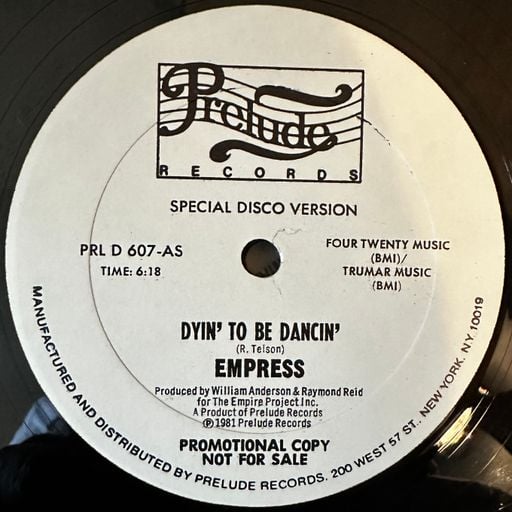 Prelude
RECORDS
SPECIAL DISCO VERSION
PRL D 607-AS
TIME: 6:18
FOUR TWENTY MUSIC
(BMI)/
TRUMAR MUSIC
(BMI)
DYIN' TO BE DANCIN'
(R. Telson)
EMPRESS
Produced by William Anderson & Raymond Reid
for The Empire Project Inc.
A Product of Prelude Records
℗ 1981 Prelude Records
PROMOTIONAL COPY
NOT FOR SALE
MANUFACTURED AND DISTRIBUTED BY PRELUDE RECORDS. 200 WEST 57 ST., NEW YORK. NY. 10019